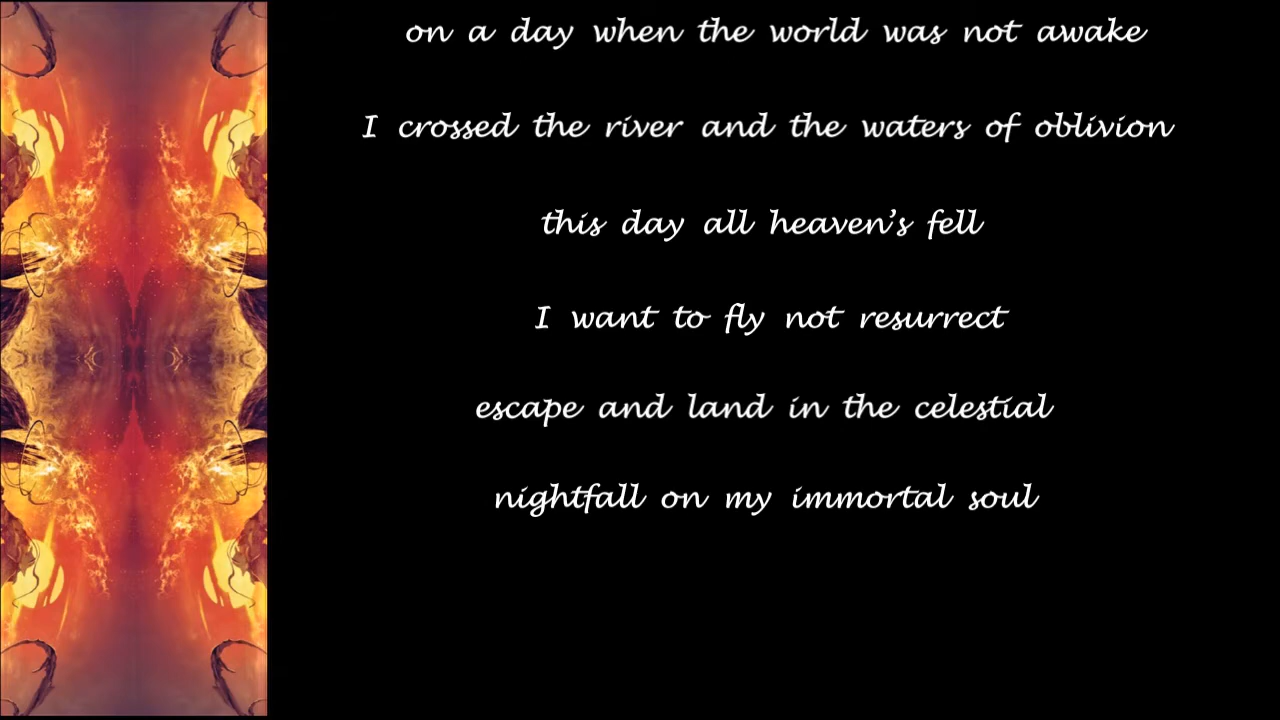 on a day when the world was not awake
I crossed the river and the waters of oblivion
this day all heaven’s fell
I want to fly not resurrect
escape and land in the celestial
nightfall on my immortal soul